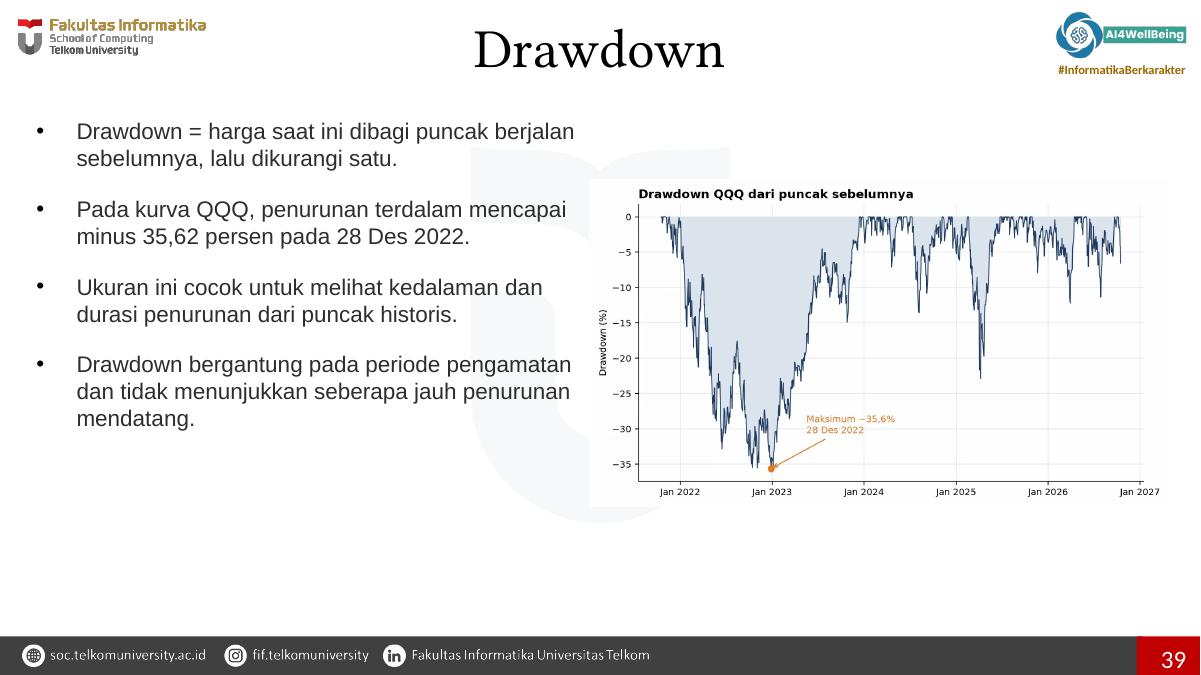 Fakultas Informatika
School of Computing
Telkom University
Drawdown
AI4WellBeing
#InformatikaBerkarakter
• Drawdown = harga saat ini dibagi puncak berjalan
sebelumnya, lalu dikurangi satu.
• Pada kurva QQQ, penurunan terdalam mencapai
minus 35,62 persen pada 28 Des 2022.
• Ukuran ini cocok untuk melihat kedalaman dan
durasi penurunan dari puncak historis.
• Drawdown bergantung pada periode pengamatan
dan tidak menunjukkan seberapa jauh penurunan
mendatang.
Drawdown QQQ dari puncak sebelumnya
Drawdown (%)
0
−5
−10
−15
−20
−25
−30
−35
Maksimum −35,6%
28 Des 2022
Jan 2022 Jan 2023 Jan 2024 Jan 2025 Jan 2026 Jan 2027
soc.telkomuniversity.ac.id fif.telkomuniversity Fakultas Informatika Universitas Telkom
39